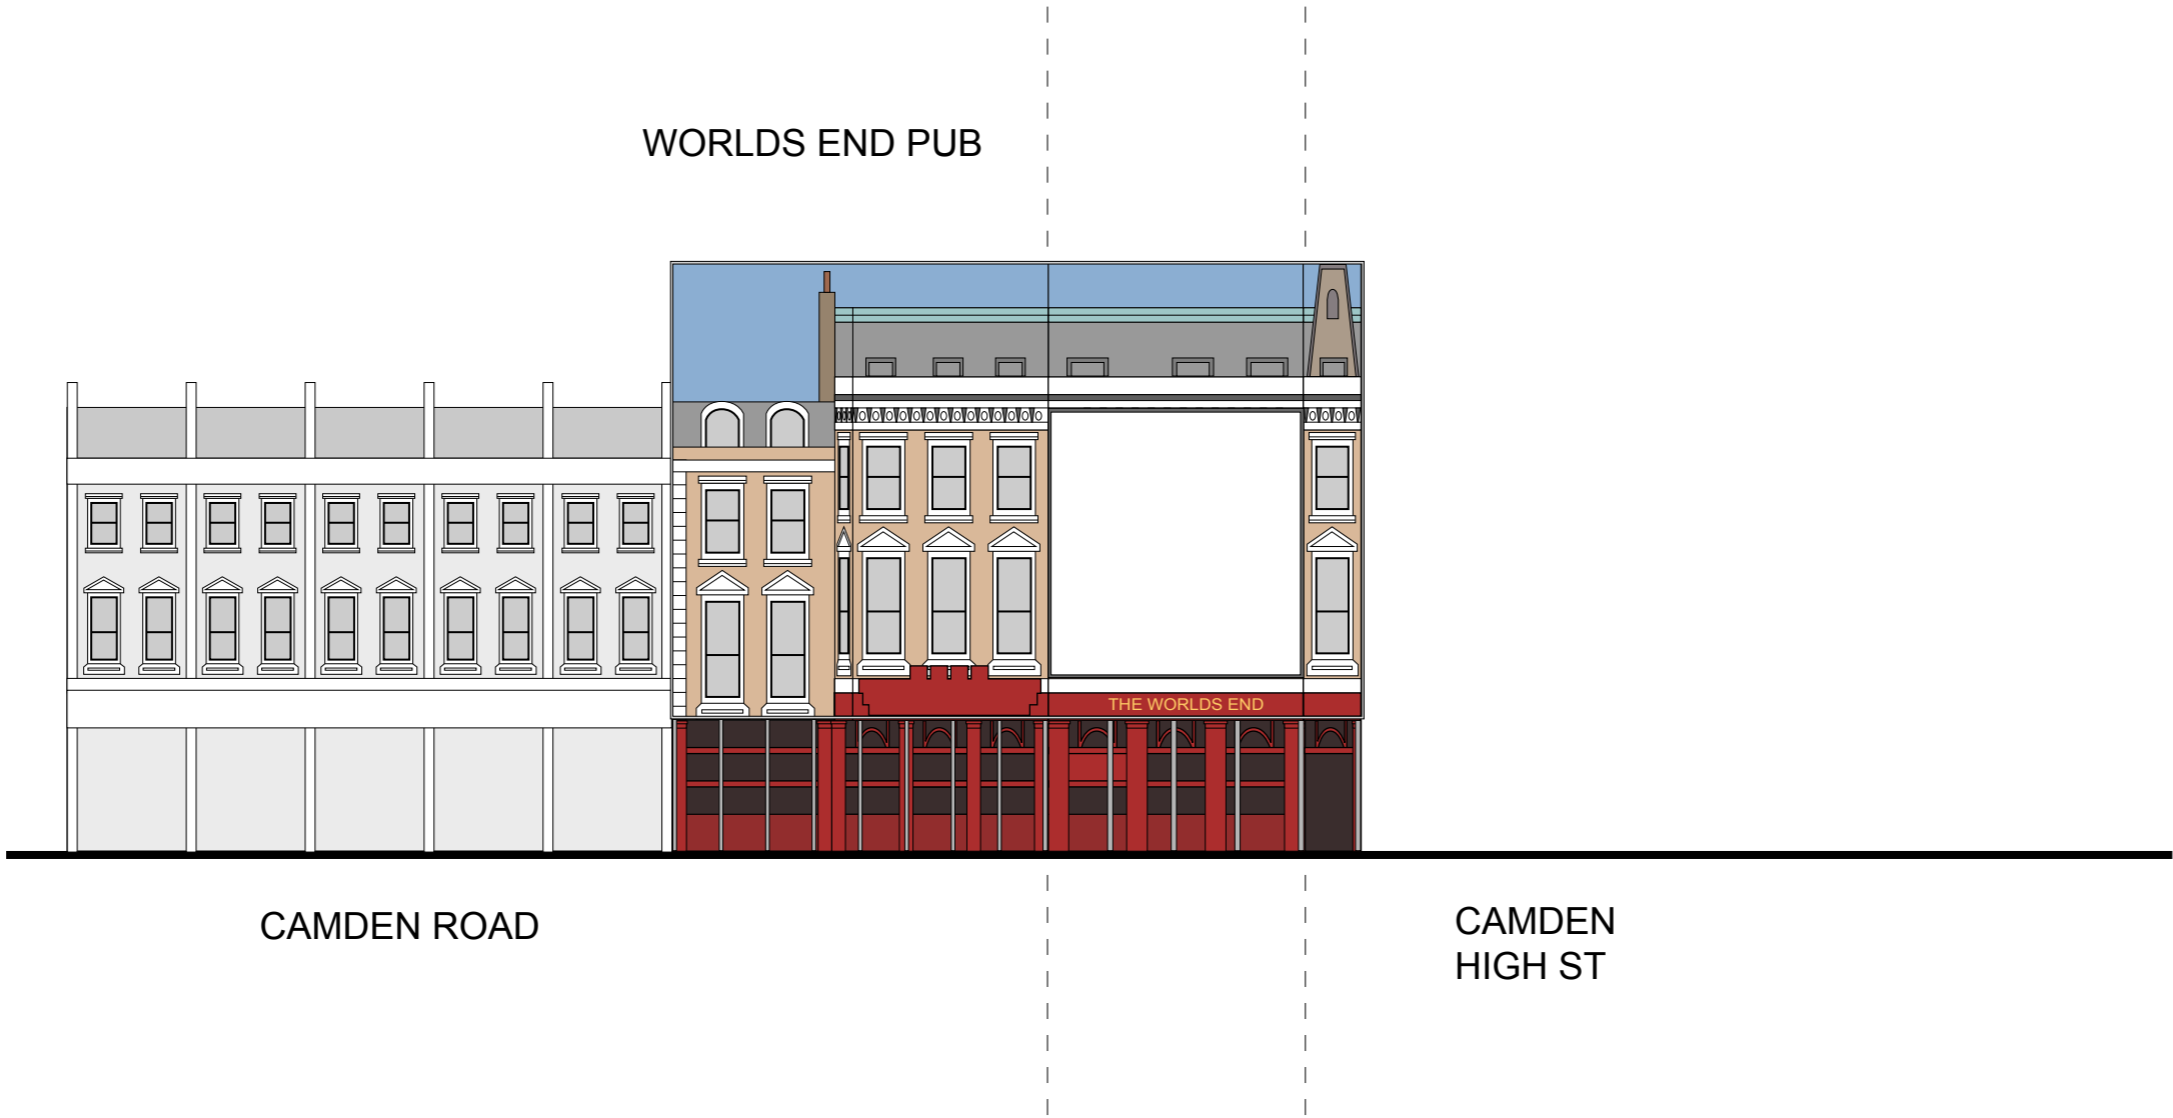 WORLDS END PUB
THE WORLDS END
CAMDEN ROAD
CAMDEN
HIGH ST